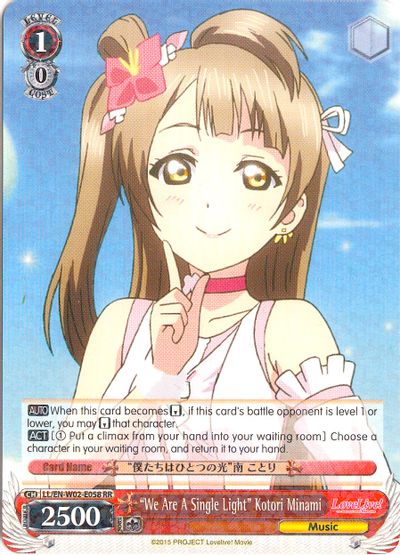 LEVEL
1
0
COST
AUTO When this card becomes, if this card's battle opponent is level 1 or
lower, you may that character.
ACT [① Put a climax from your hand into your waiting room] Choose a
character in your waiting room, and return it to your hand.
Card Name
"僕たちはひとつの光"南 ことり
CH LL/EN-W02-E058 RR
"We Are A Single Light" Kotori Minami
LoveLive!
POWER
2500
SOUL
Music
©2015 PROJECT Lovelive! Movie